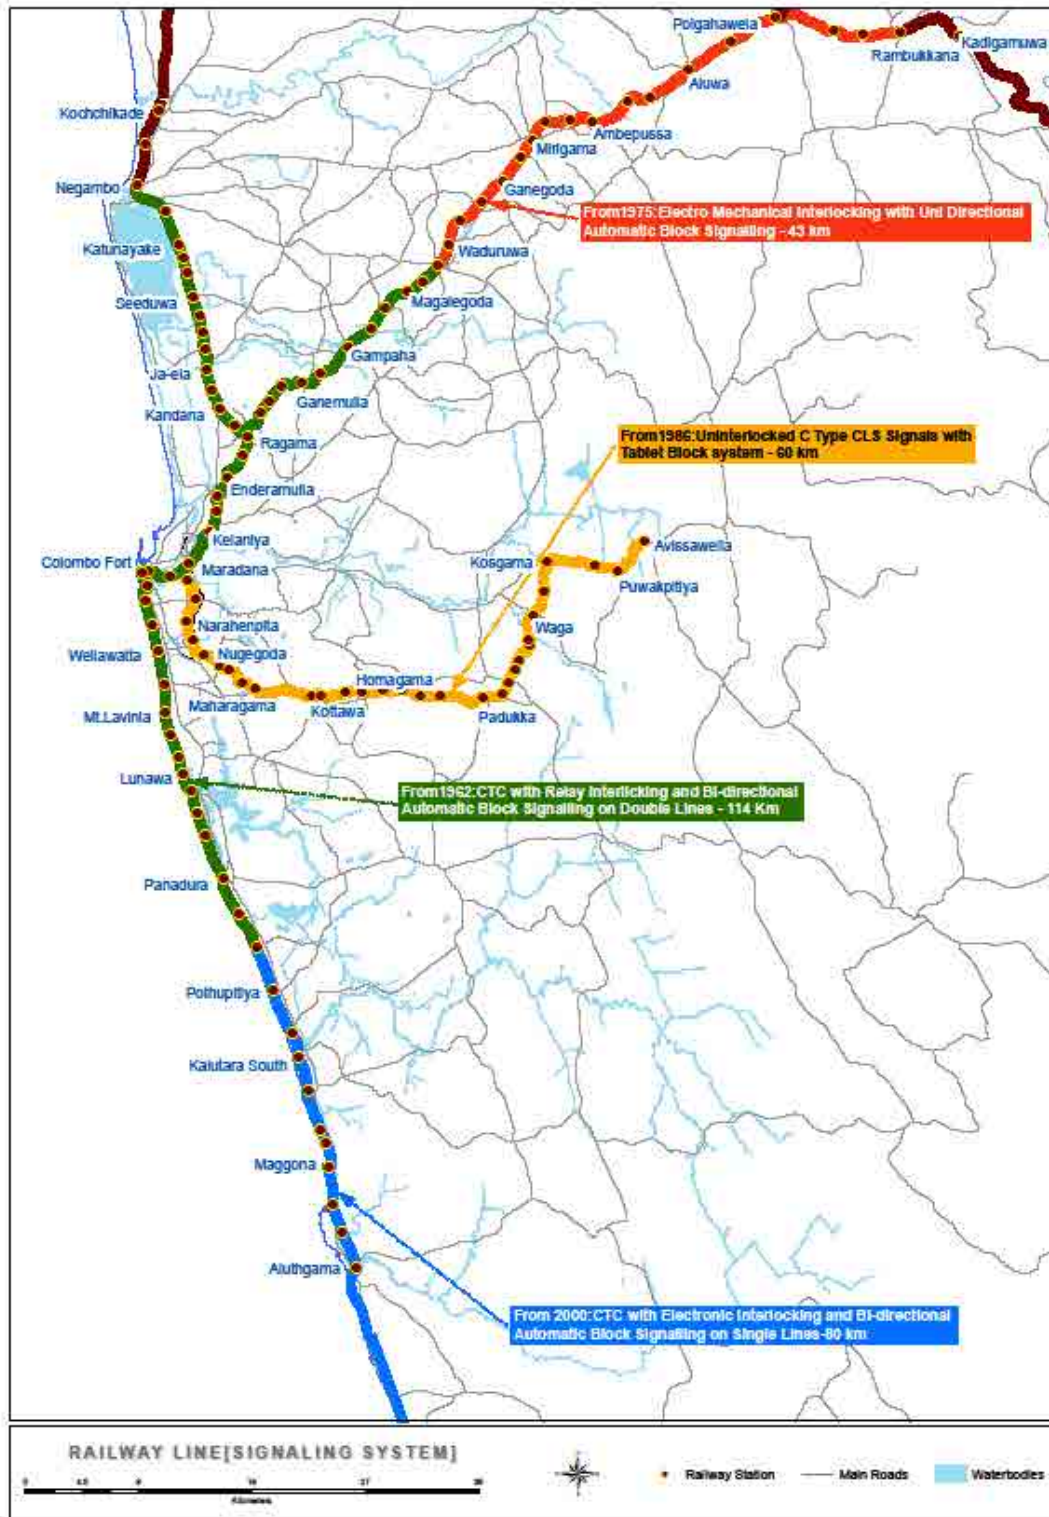 Polgahawela
Kadigamuwa
Rambukkana
Aluwa
Kochchikade
Ambepussa
Mirigama
Negambo
Ganegoda
From1975:Electro Mechanical Interlocking with Uni Directional
Automatic Block Signalling - 43 km
Katunayake
Waduruwa
Seeduwa
Magalegoda
Gampaha
Ja-ela
Ganemulla
Kandana
Ragama
From1986:Uninterlocked C Type CLS Signals with
Tablet Block system - 60 km
Enderamulla
Kelaniya
Avissawella
Colombo Fort
Maradana
Kosgama
Puwakpitiya
Narahenpita
Waga
Wellawatta
Nugegoda
Homagama
Maharagama
Kottawa
Padukka
Mt.Lavinia
Lunawa
From1962:CTC with Relay Interlicking and Bi-directional
Automatic Block Signalling on Double Lines - 114 Km
Panadura
Pothupitiya
Kalutara South
Maggona
Aluthgama
From 2000:CTC with Electronic Interlocking and Bi-directional
Automatic Block Signalling on Single Lines-80 km
RAILWAY LINE[SIGNALING SYSTEM]
Kilometers
Railway Station
Main Roads
Waterbodies